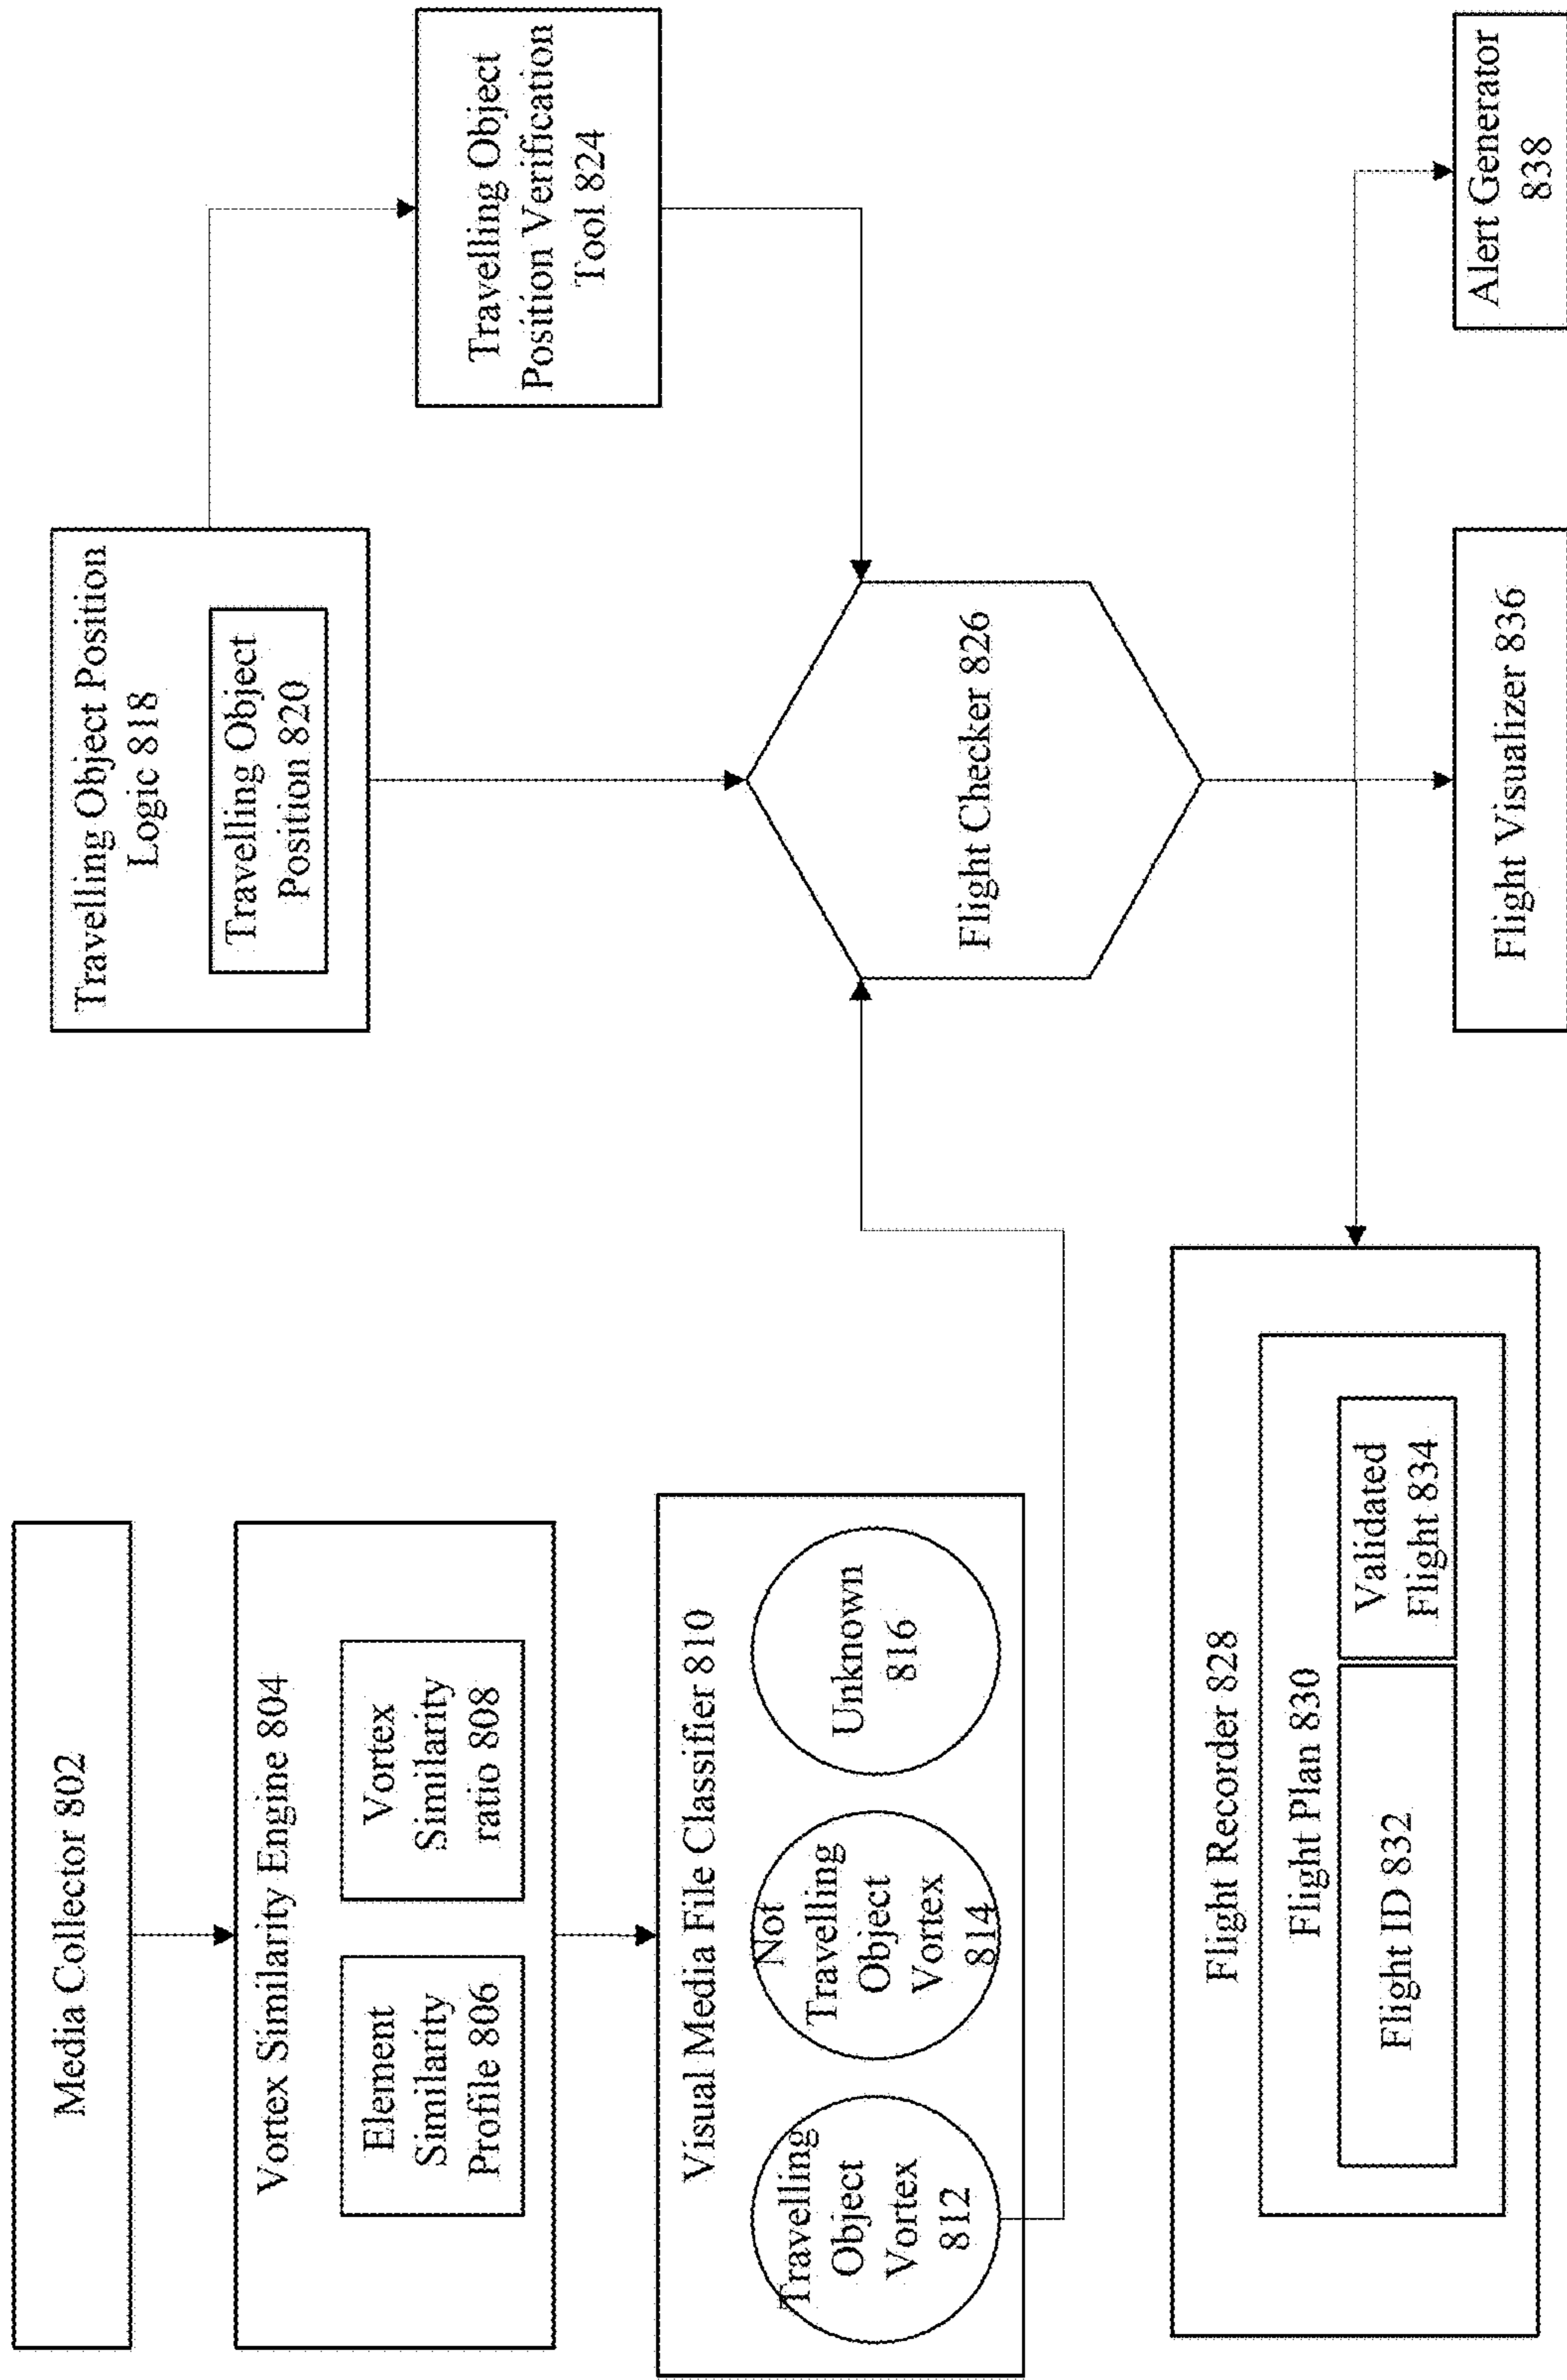 Media Collector 802
Vortex Similarity Engine 804
Element
Similarity
Profile 806
Vortex
Similarity
ratio 808
Visual Media File Classifier 810
Travelling
Object
Vortex
812
Not
Travelling
Object
Vortex
814
Unknown
816
Travelling Object Position
Logic 818
Travelling Object
Position 820
Travelling Object
Position Verification
Tool 824
Flight Checker 826
Flight Recorder 828
Flight Plan 830
Flight ID 832
Validated
Flight 834
Flight Visualizer 836
Alert Generator
838